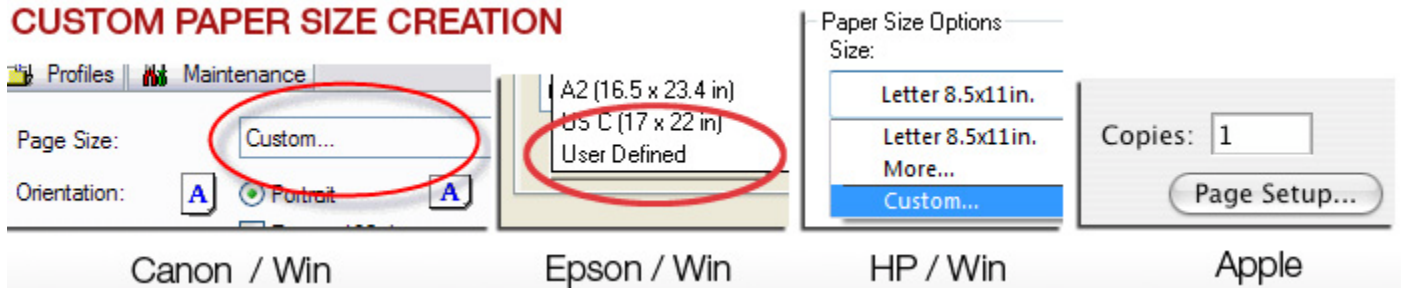 CUSTOM PAPER SIZE CREATION
Profiles
Maintenance
Page Size:
Custom...
Orientation:
A
Portrait
A
Canon / Win
A2 (16.5 x 23.4 in)
US C (17 x 22 in)
User Defined
Epson / Win
Paper Size Options
Size:
Letter 8.5x11in.
Letter 8.5x11in.
More...
Custom...
HP / Win
Copies: 1
Page Setup...
Apple